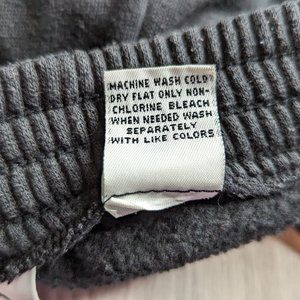 MACHINE WASH COLD
DRY FLAT ONLY NON-
CHLORINE BLEACH
WHEN NEEDED WASH
SEPARATELY
WITH LIKE COLORS